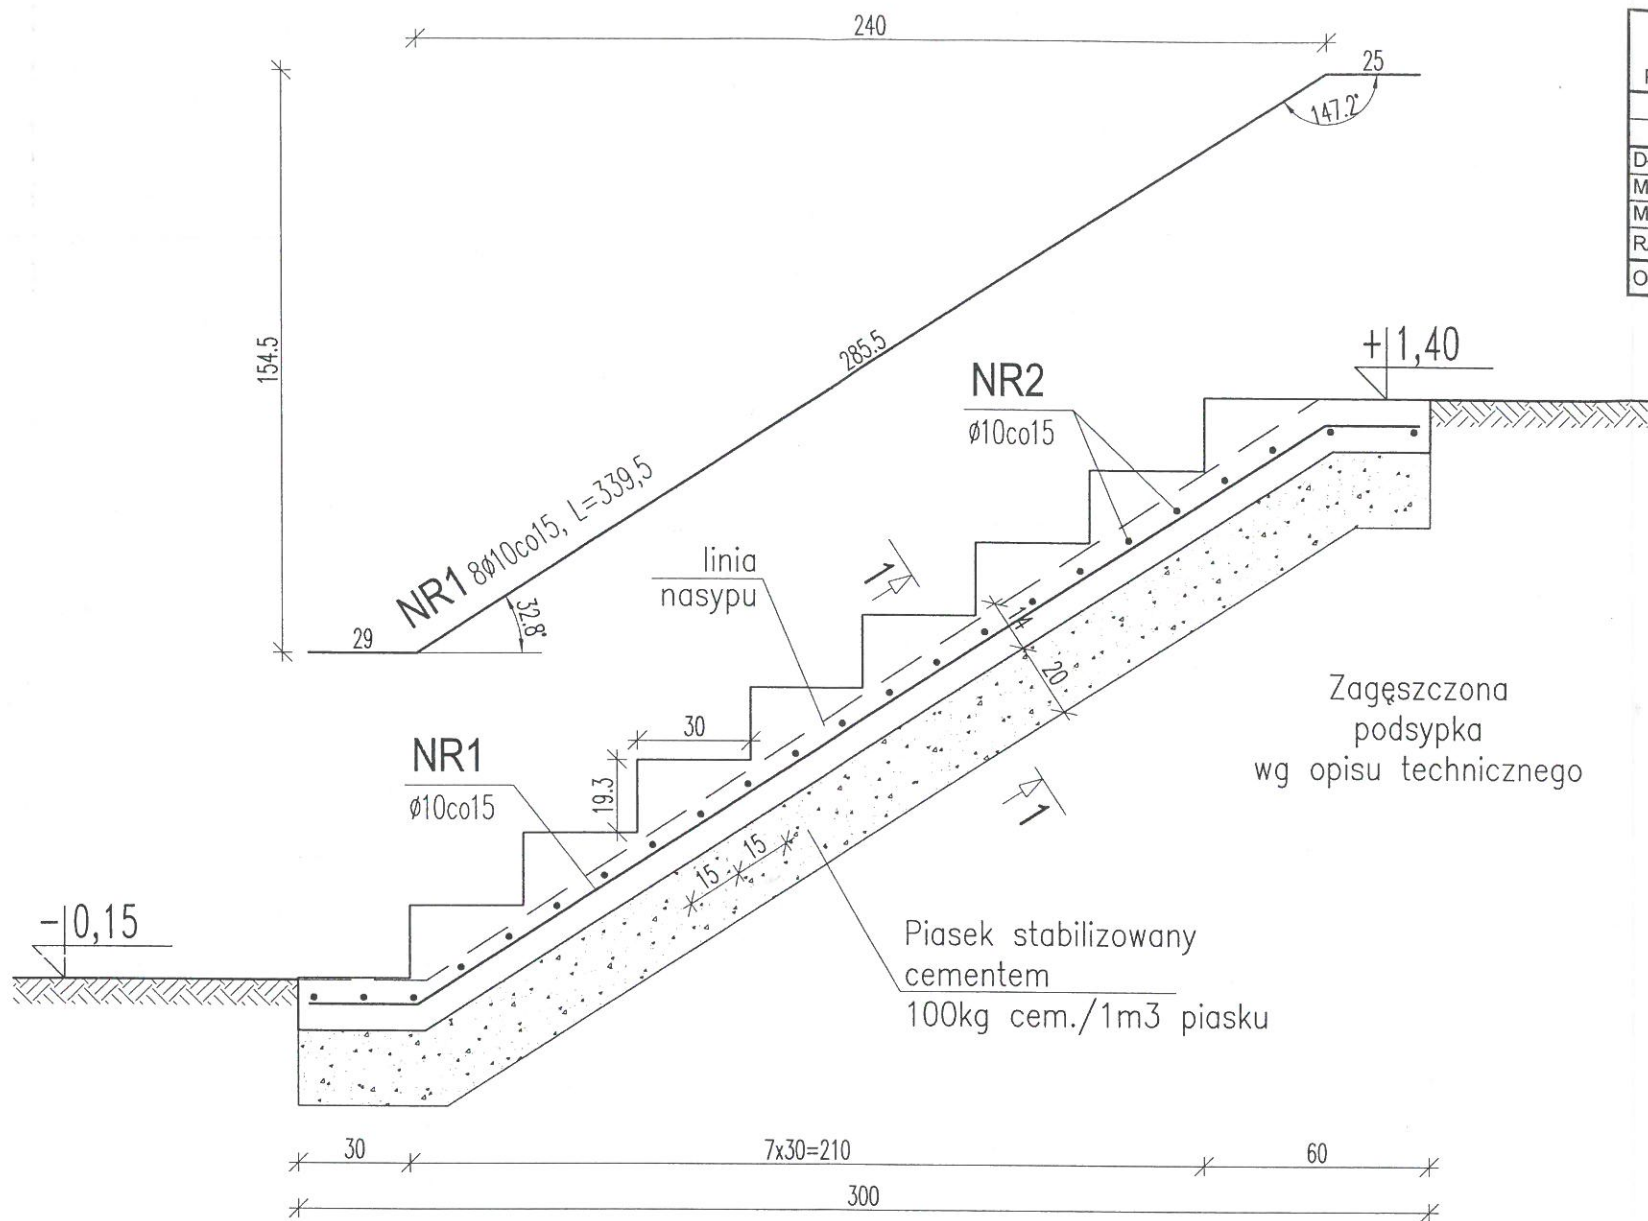 240
25
147.2°
154.5
285.5
NR1 8ø10co15, L=339,5
29
32.8°
+1,40
NR2
ø10co15
linia
nasypu
1
14
20
Zagęszczona
podsypka
wg opisu technicznego
30
19.3
NR1
ø10co15
1
15
15
-0,15
Piasek stabilizowany
cementem
100kg cem./1m3 piasku
30
7x30=210
60
300